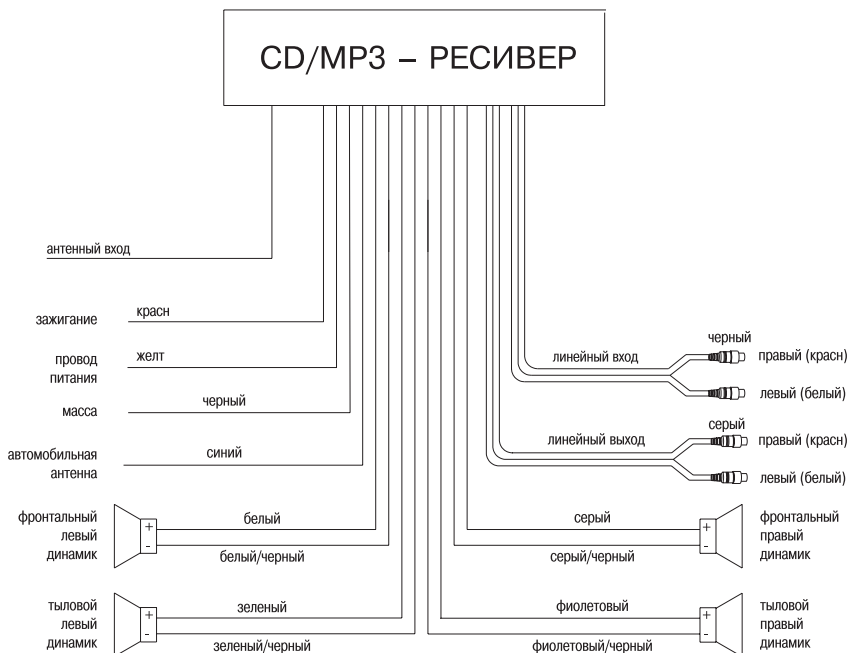 CD/MP3 – РЕСИВЕР
антенный вход
зажигание
красн
провод
питания
желт
масса
черный
автомобильная
антенна
синий
фронтальный
левый
динамик
+
-
белый
белый/черный
тыловой
левый
динамик
+
-
зеленый
зеленый/черный
линейный вход
черный
правый (красн)
левый (белый)
линейный выход
серый
правый (красн)
левый (белый)
серый
серый/черный
+
-
фронтальный
правый
динамик
фиолетовый
фиолетовый/черный
+
-
тыловой
правый
динамик